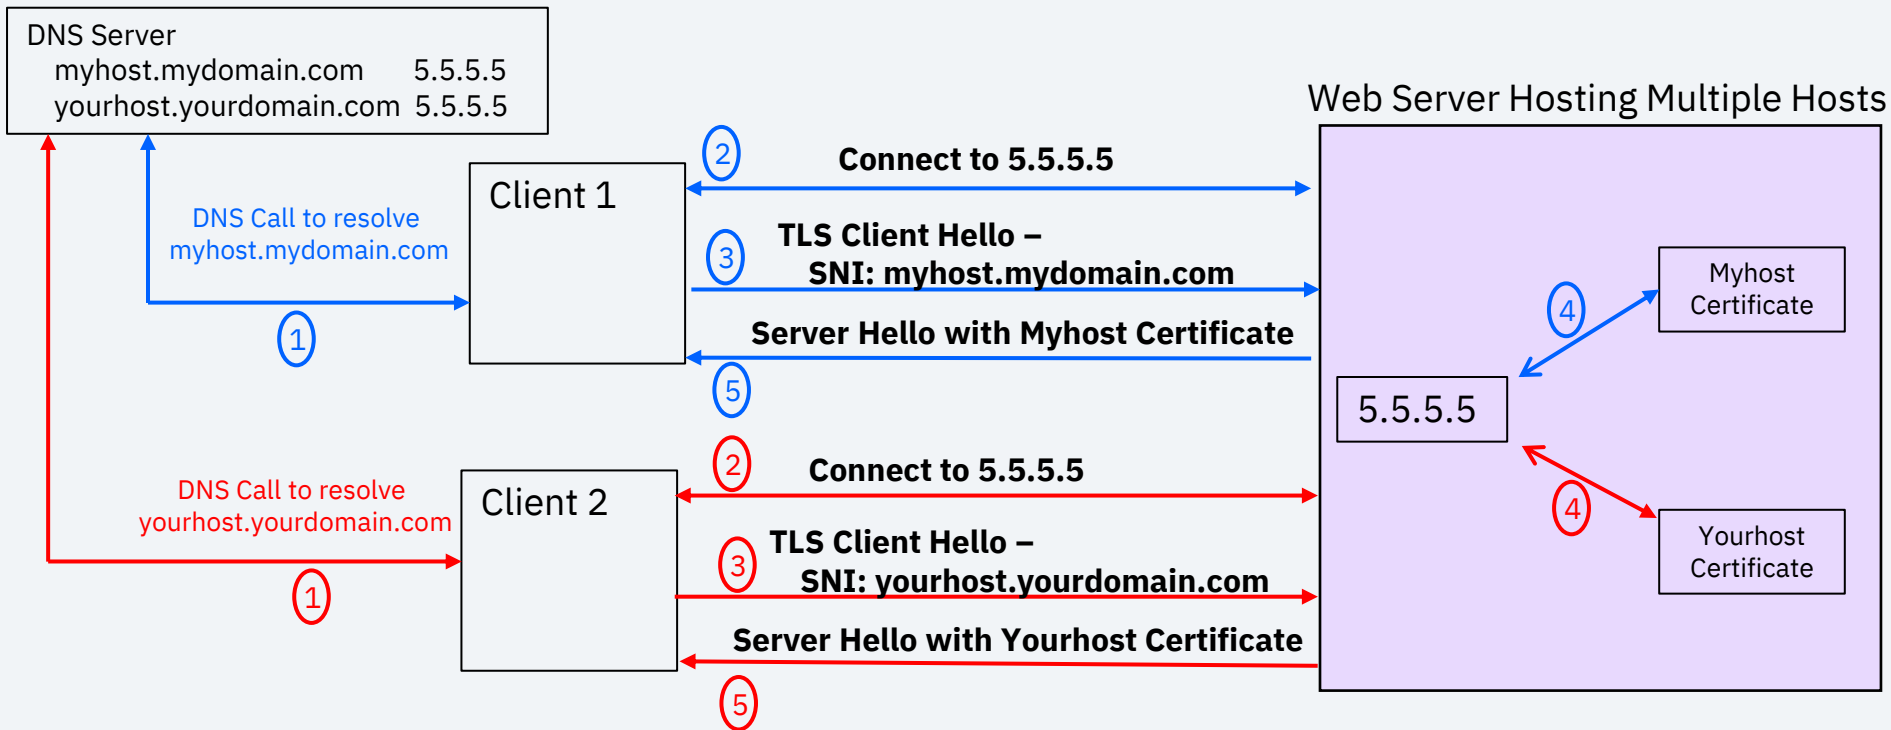 DNS Server
myhost.mydomain.com 5.5.5.5
yourhost.yourdomain.com 5.5.5.5
Web Server Hosting Multiple Hosts
Client 1
DNS Call to resolve
myhost.mydomain.com
1
2
Connect to 5.5.5.5
TLS Client Hello –
3
SNI: myhost.mydomain.com
Server Hello with Myhost Certificate
5
Myhost
Certificate
4
5.5.5.5
4
Yourhost
Certificate
Client 2
DNS Call to resolve
yourhost.yourdomain.com
1
2
Connect to 5.5.5.5
TLS Client Hello –
3
SNI: yourhost.yourdomain.com
Server Hello with Yourhost Certificate
5